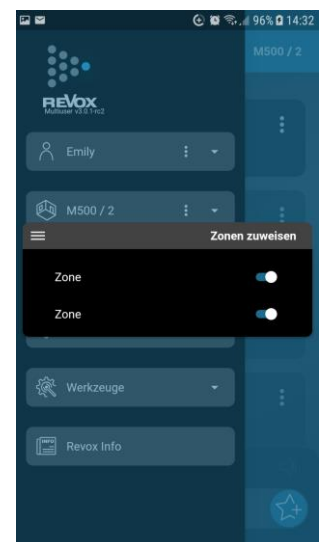 96% 14:32
M500 / 2
REVOX
Multiuser v3.0.1-rc2
Emily
M500 / 2
Zonen zuweisen
Zone
Zone
Werkzeuge
INFO
Revox Info